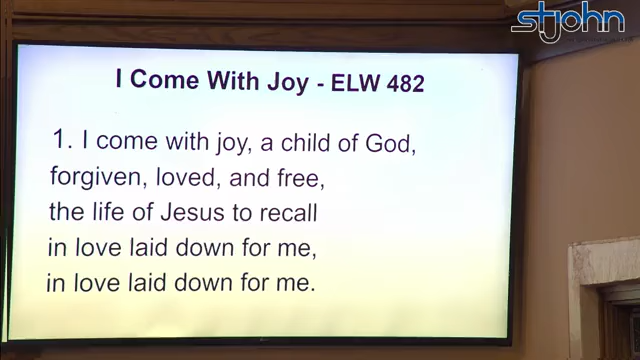 stjohn
I Come With Joy - ELW 482
1. I come with joy, a child of God,
forgiven, loved, and free,
the life of Jesus to recall
in love laid down for me,
in love laid down for me.